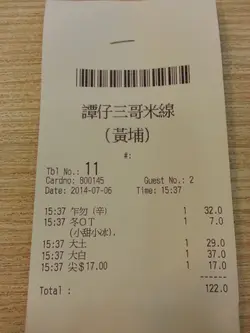 譚仔三哥米線
(黃埔)
#:
Tbl No.: 11
Cardno: 800145 Guest No.: 2
Date: 2014-07-06 Time: 15:37
15:37 乍勿 (辛) 1 32.0
15:37 冬OT 1 7.0
(小甜小冰),
15:37 大土 1 29.0
15:37 大白 1 37.0
15:37 尖$17.00 1 17.0
Total : 122.0